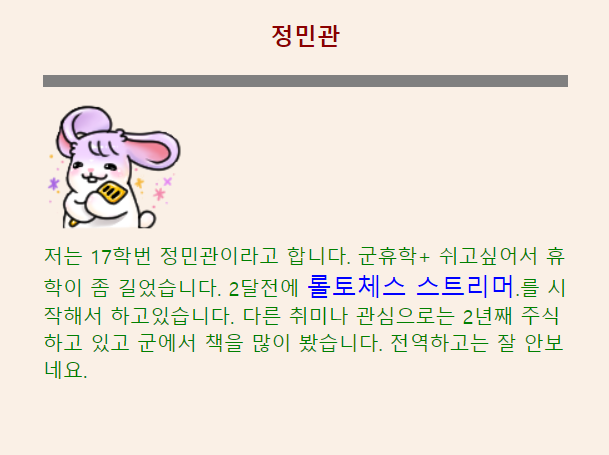 정민관
저는 17학번 정민관이라고 합니다. 군휴학+ 쉬고싶어서 휴
학이 좀 길었습니다. 2달전에 롤토체스 스트리머.를 시
작해서 하고있습니다. 다른 취미나 관심으로는 2년째 주식
하고 있고 군에서 책을 많이 봤습니다. 전역하고는 잘 안보
네요.